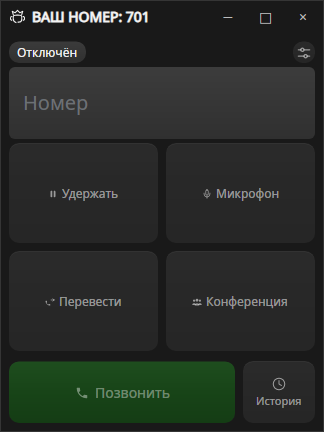 ВАШ НОМЕР: 701
Отключён
Номер
Удержать
Микрофон
Перевести
Конференция
Позвонить
История